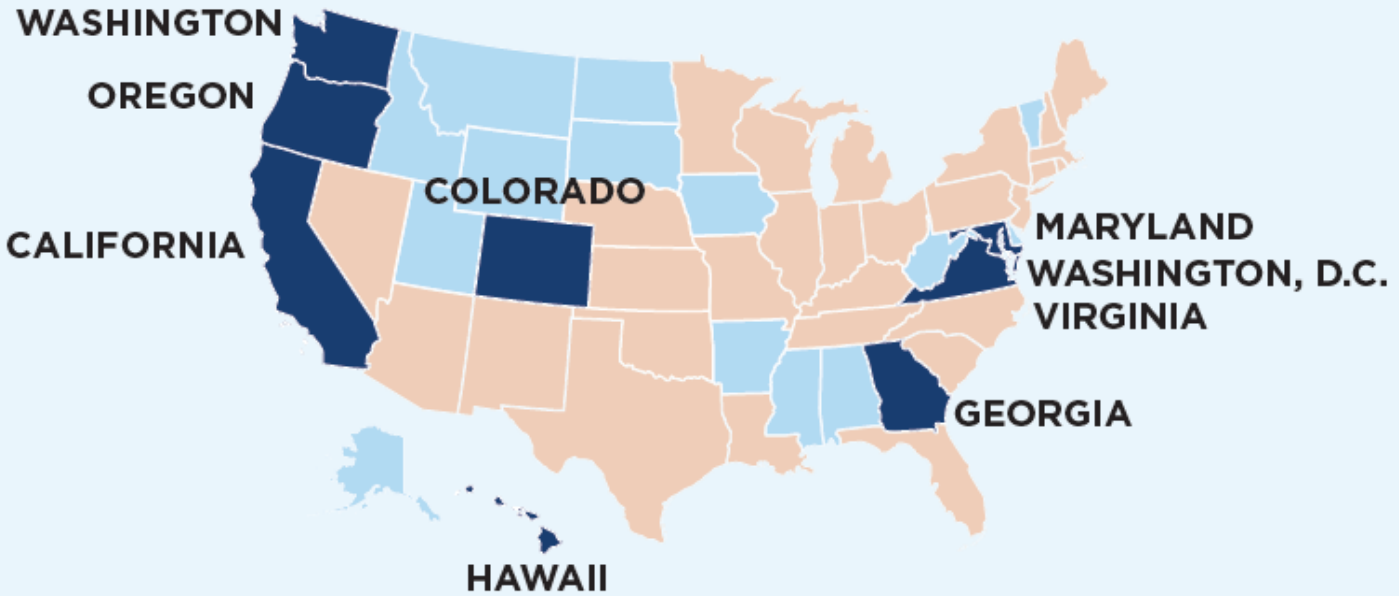 WASHINGTON
OREGON
COLORADO
CALIFORNIA
MARYLAND
WASHINGTON, D.C.
VIRGINIA
GEORGIA
HAWAII